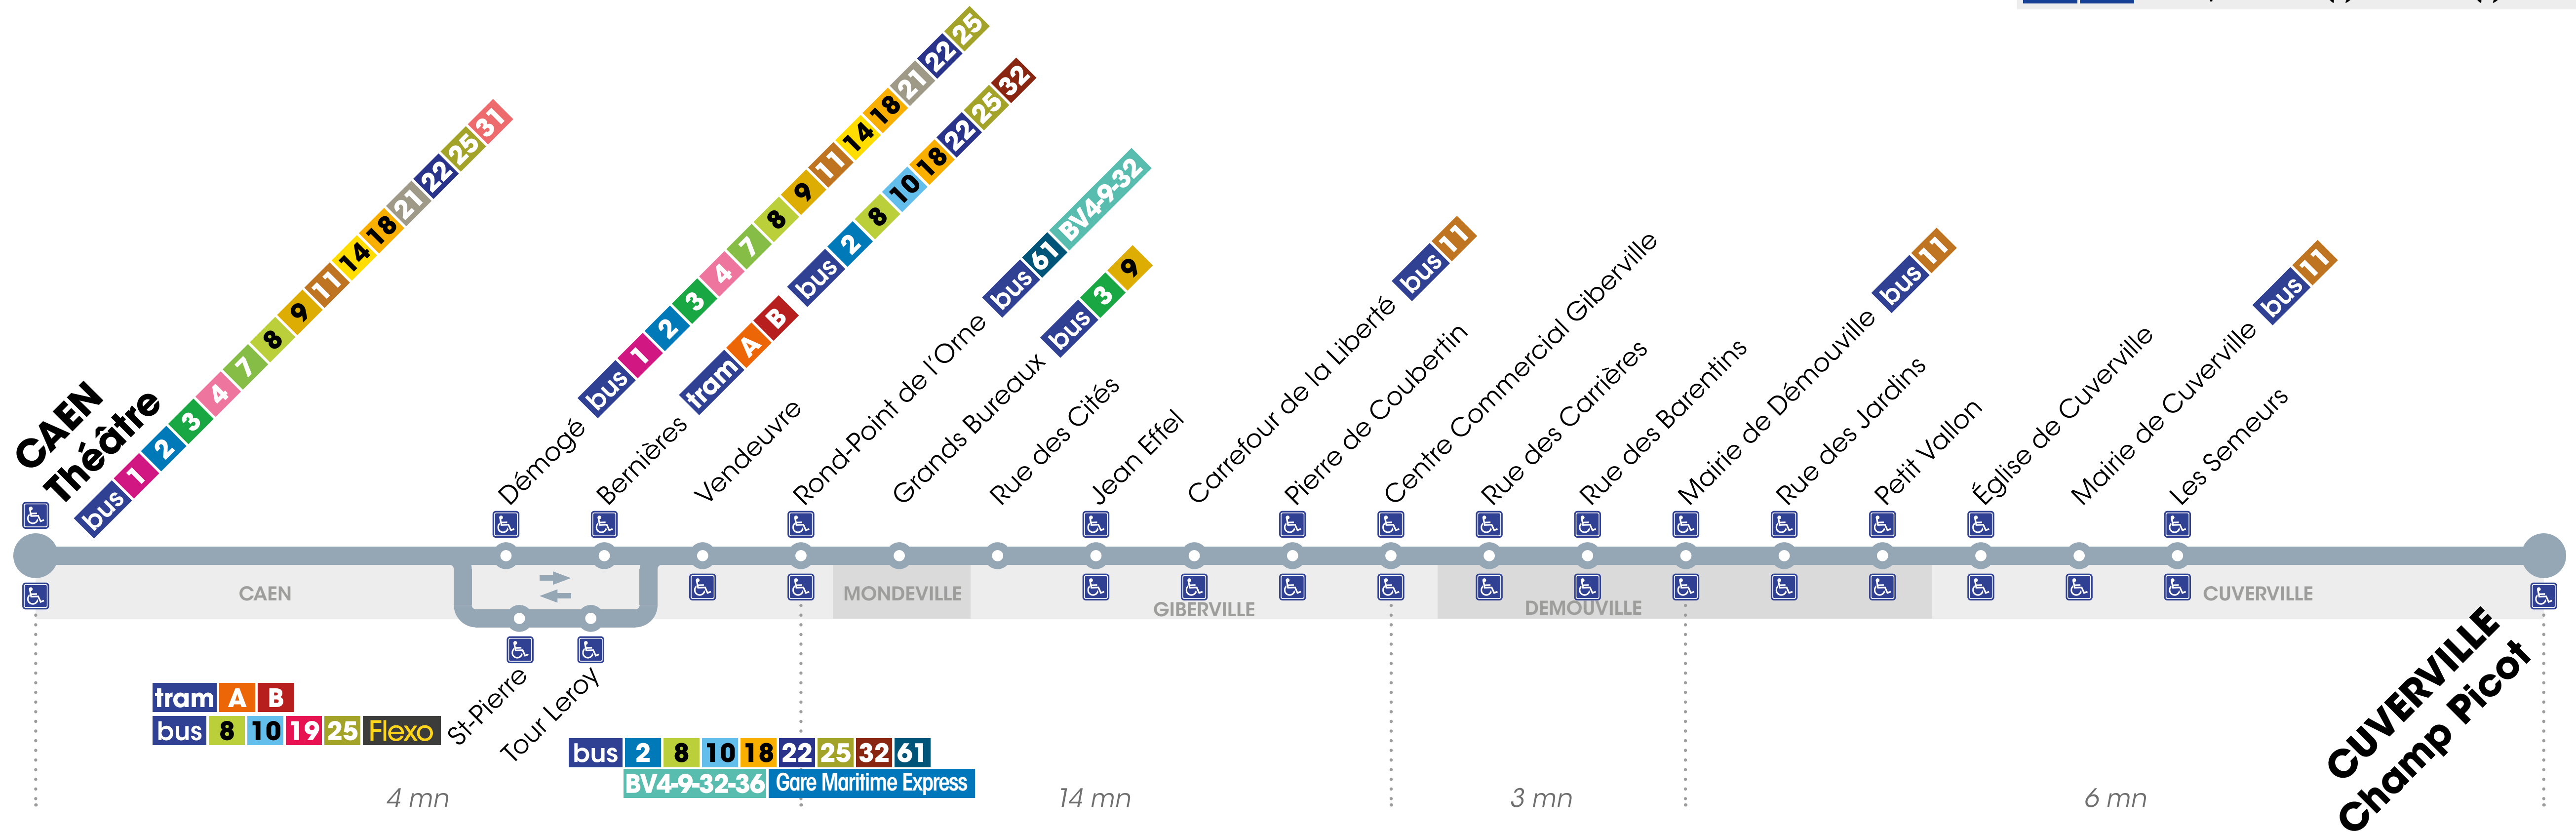 CAEN
Théâtre
bus 1 2 3 4 7 8 9 11 14 18 21 22 25 31
Démogé bus 1 2 3 4 7 8 9 11 14 18 21 22 25
Bernières tram A B bus 2 8 10 18 22 25 32
Vendeuvre
Rond-Point de l'Orne bus 61 BV4-9-32
Grands Bureaux bus 3 9
Rue des Cités
Jean Effel
Carrefour de la Liberté bus 11
Pierre de Coubertin
Centre Commercial Giberville
Rue des Carrières
Rue des Barentins
Mairie de Démouville bus 11
Rue des Jardins
Petit Vallon
Église de Cuverville
Mairie de Cuverville bus 11
Les Semeurs
CUVERVILLE
Champ Picot
CAEN
MONDEVILLE
GIBERVILLE
DEMOUVILLE
CUVERVILLE
St-Pierre
tram A B
bus 8 10 19 25 Flexo
Tour Leroy
bus 2 8 10 18 22 25 32 61
BV4-9-32-36 Gare Maritime Express
4 mn
14 mn
3 mn
6 mn